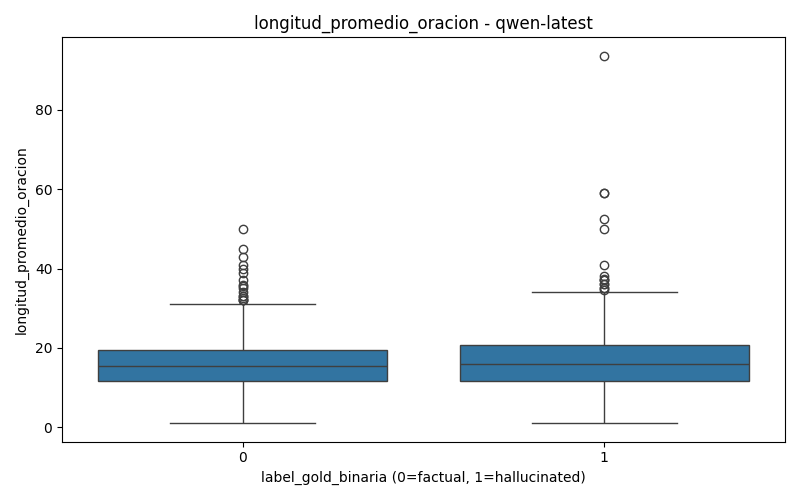 longitud_promedio_oracion - qwen-latest
longitud_promedio_oracion
80
60
40
20
0
0
1
label_gold_binaria (0=factual, 1=hallucinated)